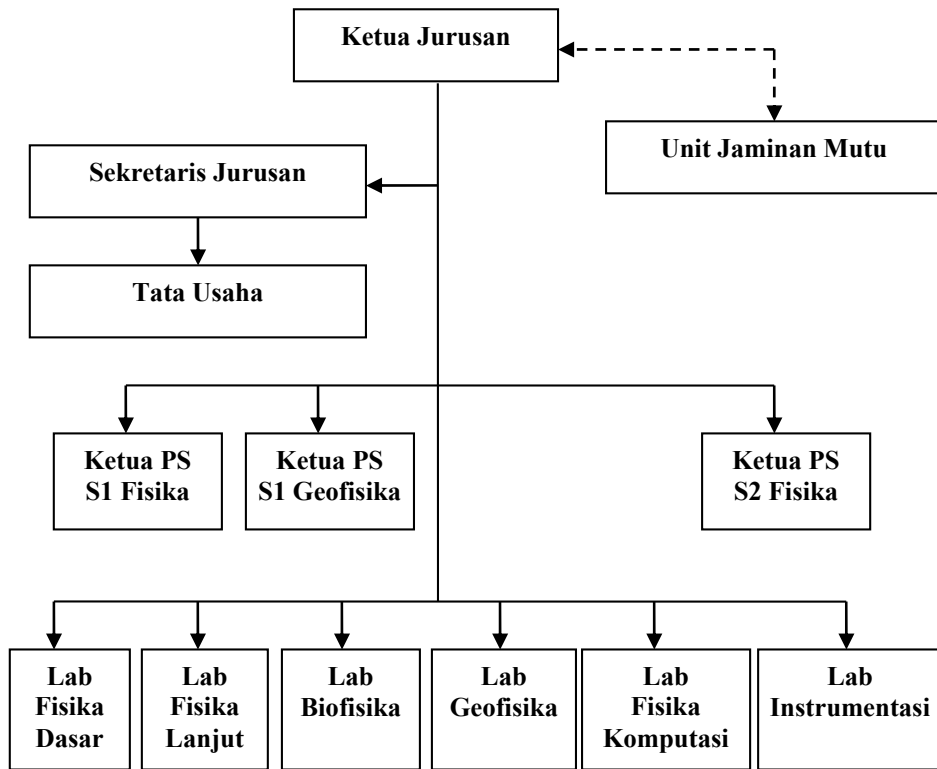 Ketua Jurusan
Unit Jaminan Mutu
Sekretaris Jurusan
Tata Usaha
Ketua PS
S1 Fisika
Ketua PS
S1 Geofisika
Ketua PS
S2 Fisika
Lab
Fisika
Dasar
Lab
Fisika
Lanjut
Lab
Biofisika
Lab
Geofisika
Lab
Fisika
Komputasi
Lab
Instrumentasi